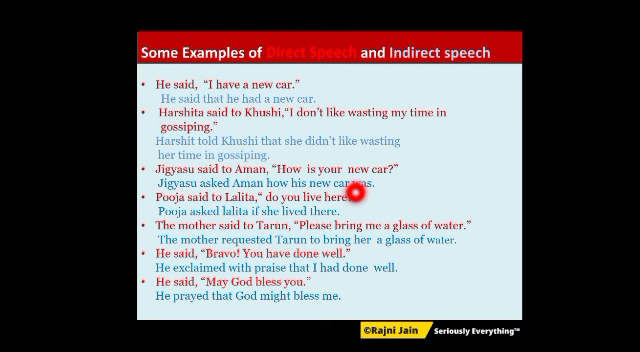 Some Examples of Direct Speech and Indirect speech
• He said, “I have a new car.”
He said that he had a new car.
• Harshita said to Khushi,“I don't like wasting my time in
gossiping.”
Harshit told Khushi that she didn't like wasting
her time in gossiping.
• Jigyasu said to Aman, “How is your new car?”
Jigyasu asked Aman how his new car was.
• Pooja said to Lalita,“ do you live here
Pooja asked lalita if she lived there.
• The mother said to Tarun, “Please bring me a glass of water.”
The mother requested Tarun to bring her a glass of water.
• He said, “Bravo! You have done well.”
He exclaimed with praise that I had done well.
• He said, “May God bless you.”
He prayed that God might bless me.
©Rajni Jain Seriously Everything™